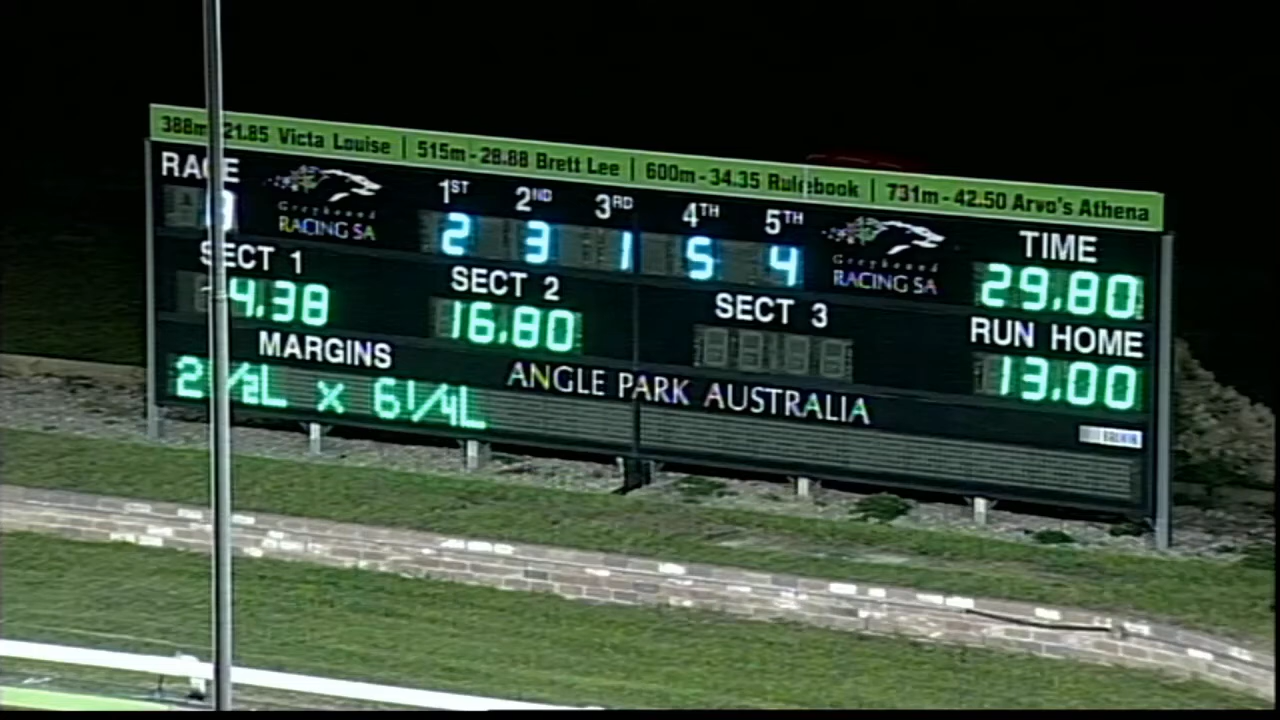 388m - 21.85 Victa Louise | 515m - 28.88 Brett Lee | 600m - 34.35 Rulebook | 731m - 42.50 Arvo's Athena
RACE
Greyhound
RACING SA
1ST 2ND 3RD 4TH 5TH
2 3 1 5 4
Greyhound
RACING SA
TIME
29.80
SECT 1
4.38
SECT 2
16.80
SECT 3
RUN HOME
13.00
MARGINS
2 1/2L x 6 1/4L
ANGLE PARK AUSTRALIA